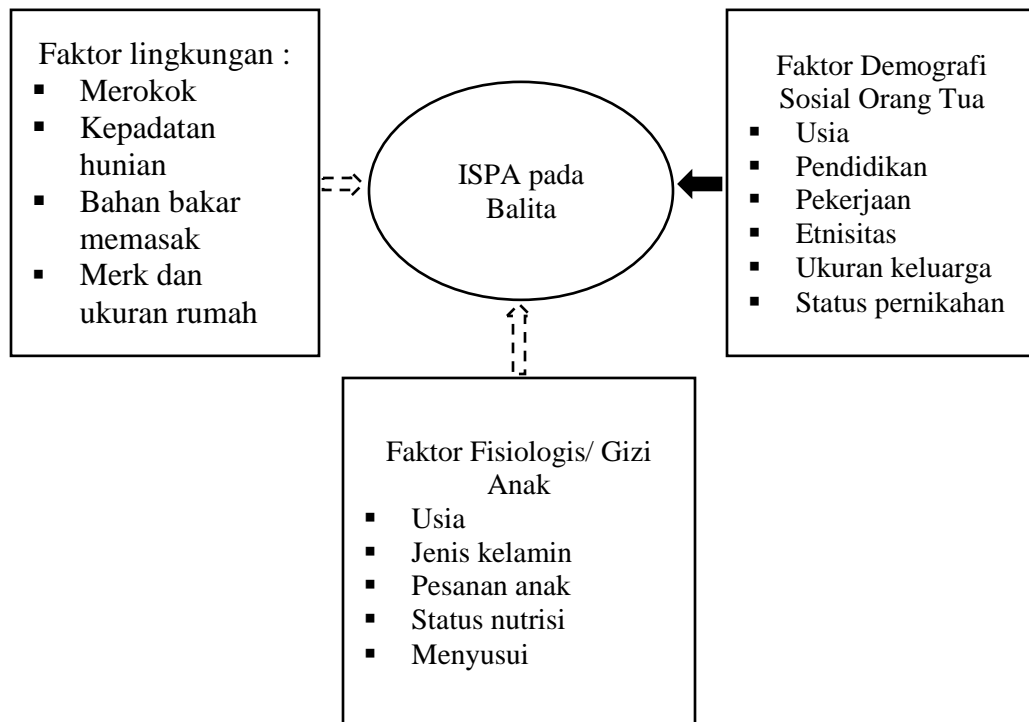 Faktor lingkungan :
▪ Merokok
▪ Kepadatan
hunian
▪ Bahan bakar
memasak
▪ Merk dan
ukuran rumah
ISPA pada
Balita
Faktor Demografi
Sosial Orang Tua
▪ Usia
▪ Pendidikan
▪ Pekerjaan
▪ Etnisitas
▪ Ukuran keluarga
▪ Status pernikahan
Faktor Fisiologis/ Gizi
Anak
▪ Usia
▪ Jenis kelamin
▪ Pesanan anak
▪ Status nutrisi
▪ Menyusui